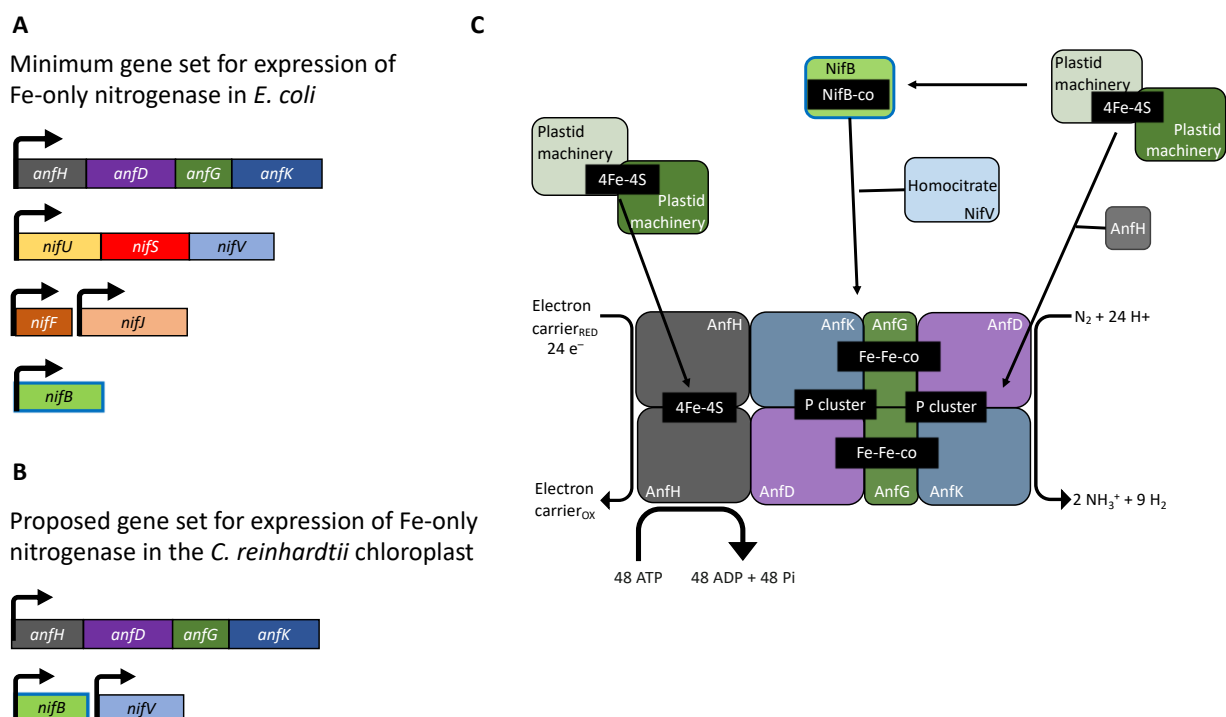 A
Minimum gene set for expression of
Fe-only nitrogenase in E. coli
anfH anfD anfG anfK
nifU nifS nifV
nifF nifJ
nifB
B
Proposed gene set for expression of Fe-only
nitrogenase in the C. reinhardtii chloroplast
anfH anfD anfG anfK
nifB nifV
C
NifB
NifB-co
Plastid
machinery
4Fe-4S
Plastid
machinery
Plastid
machinery
4Fe-4S
Plastid
machinery
Homocitrate
NifV
AnfH
Electron
carrierRED
24 e⁻
AnfH AnfK AnfG AnfD
N₂ + 24 H+
Fe-Fe-co
4Fe-4S P cluster P cluster
Fe-Fe-co
Electron
carrierOX
AnfH AnfD AnfG AnfK
2 NH₃⁺ + 9 H₂
48 ATP 48 ADP + 48 Pi